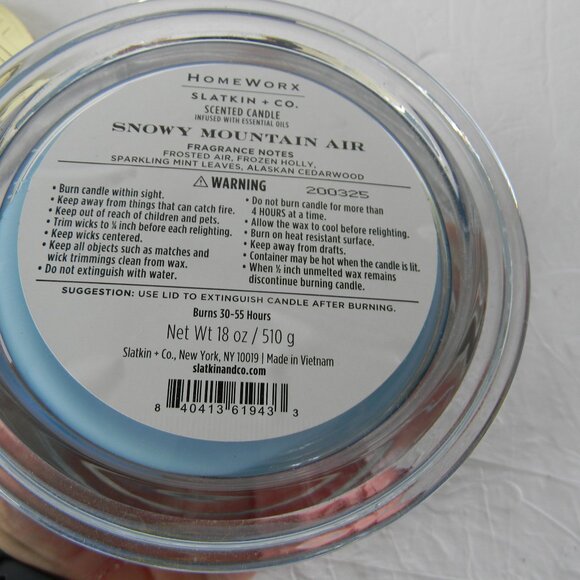 HOMEWORX
SLATKIN + CO.
SCENTED CANDLE
INFUSED WITH ESSENTIAL OILS
SNOWY MOUNTAIN AIR
FRAGRANCE NOTES
FROSTED AIR, FROZEN HOLLY,
SPARKLING MINT LEAVES, ALASKAN CEDARWOOD
⚠ WARNING
200325
• Burn candle within sight.
• Keep away from things that can catch fire.
• Keep out of reach of children and pets.
• Trim wicks to ¼ inch before each relighting.
• Keep wicks centered.
• Keep all objects such as matches and
wick trimmings clean from wax.
• Do not extinguish with water.
• Do not burn candle for more than
4 HOURS at a time.
• Allow the wax to cool before relighting.
• Burn on heat resistant surface.
• Keep away from drafts.
• Container may be hot when the candle is lit.
• When ½ inch unmelted wax remains
discontinue burning candle.
SUGGESTION: USE LID TO EXTINGUISH CANDLE AFTER BURNING.
Burns 30-55 Hours
Net Wt 18 oz / 510 g
Slatkin + Co., New York, NY 10019 | Made in Vietnam
slatkinandco.com
8 40413 61943 3